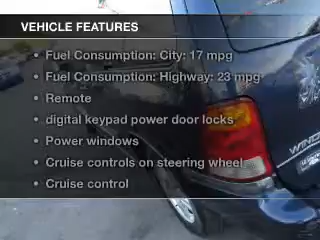 VEHICLE FEATURES
• Fuel Consumption: City: 17 mpg
• Fuel Consumption: Highway: 23 mpg
• Remote
• digital keypad power door locks
• Power windows
• Cruise controls on steering wheel
• Cruise control